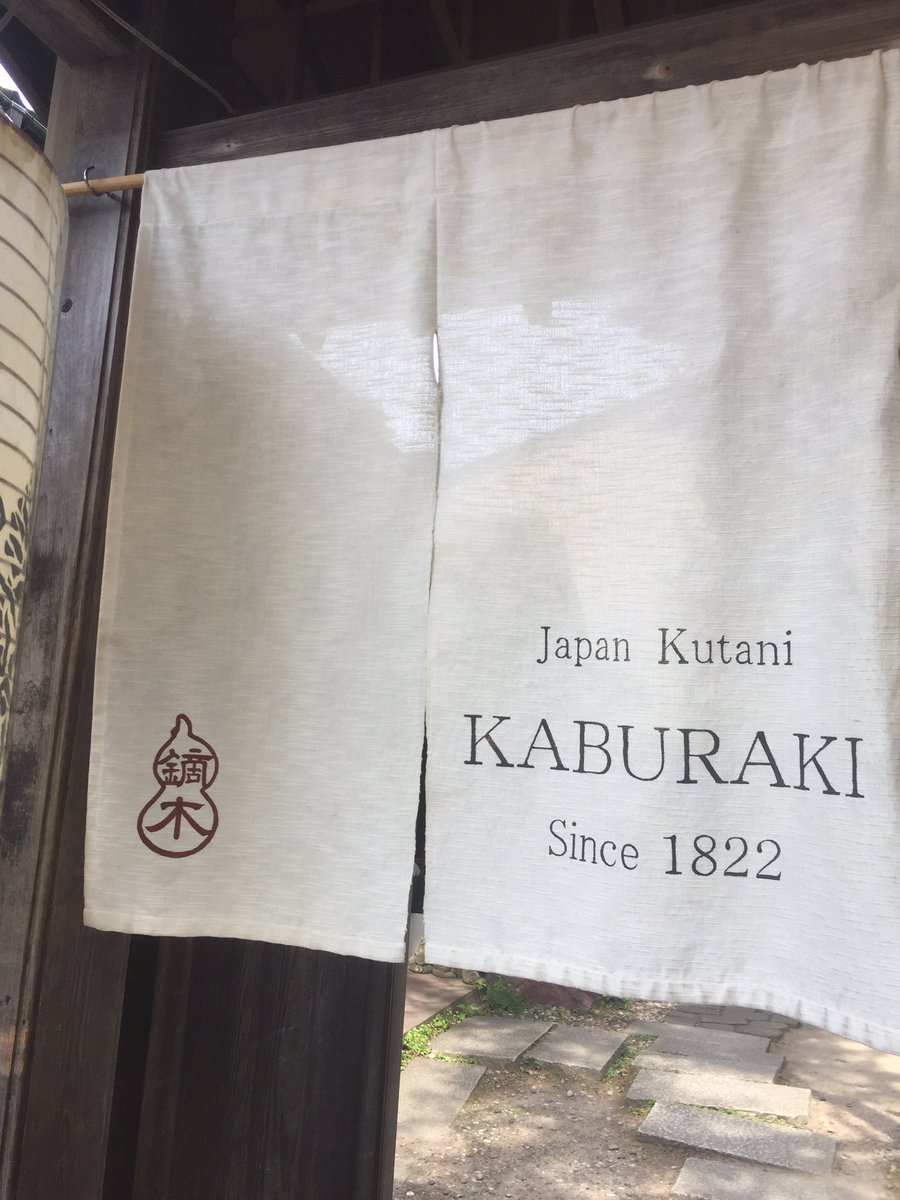 鏑
木
Japan Kutani
KABURAKI
Since 1822